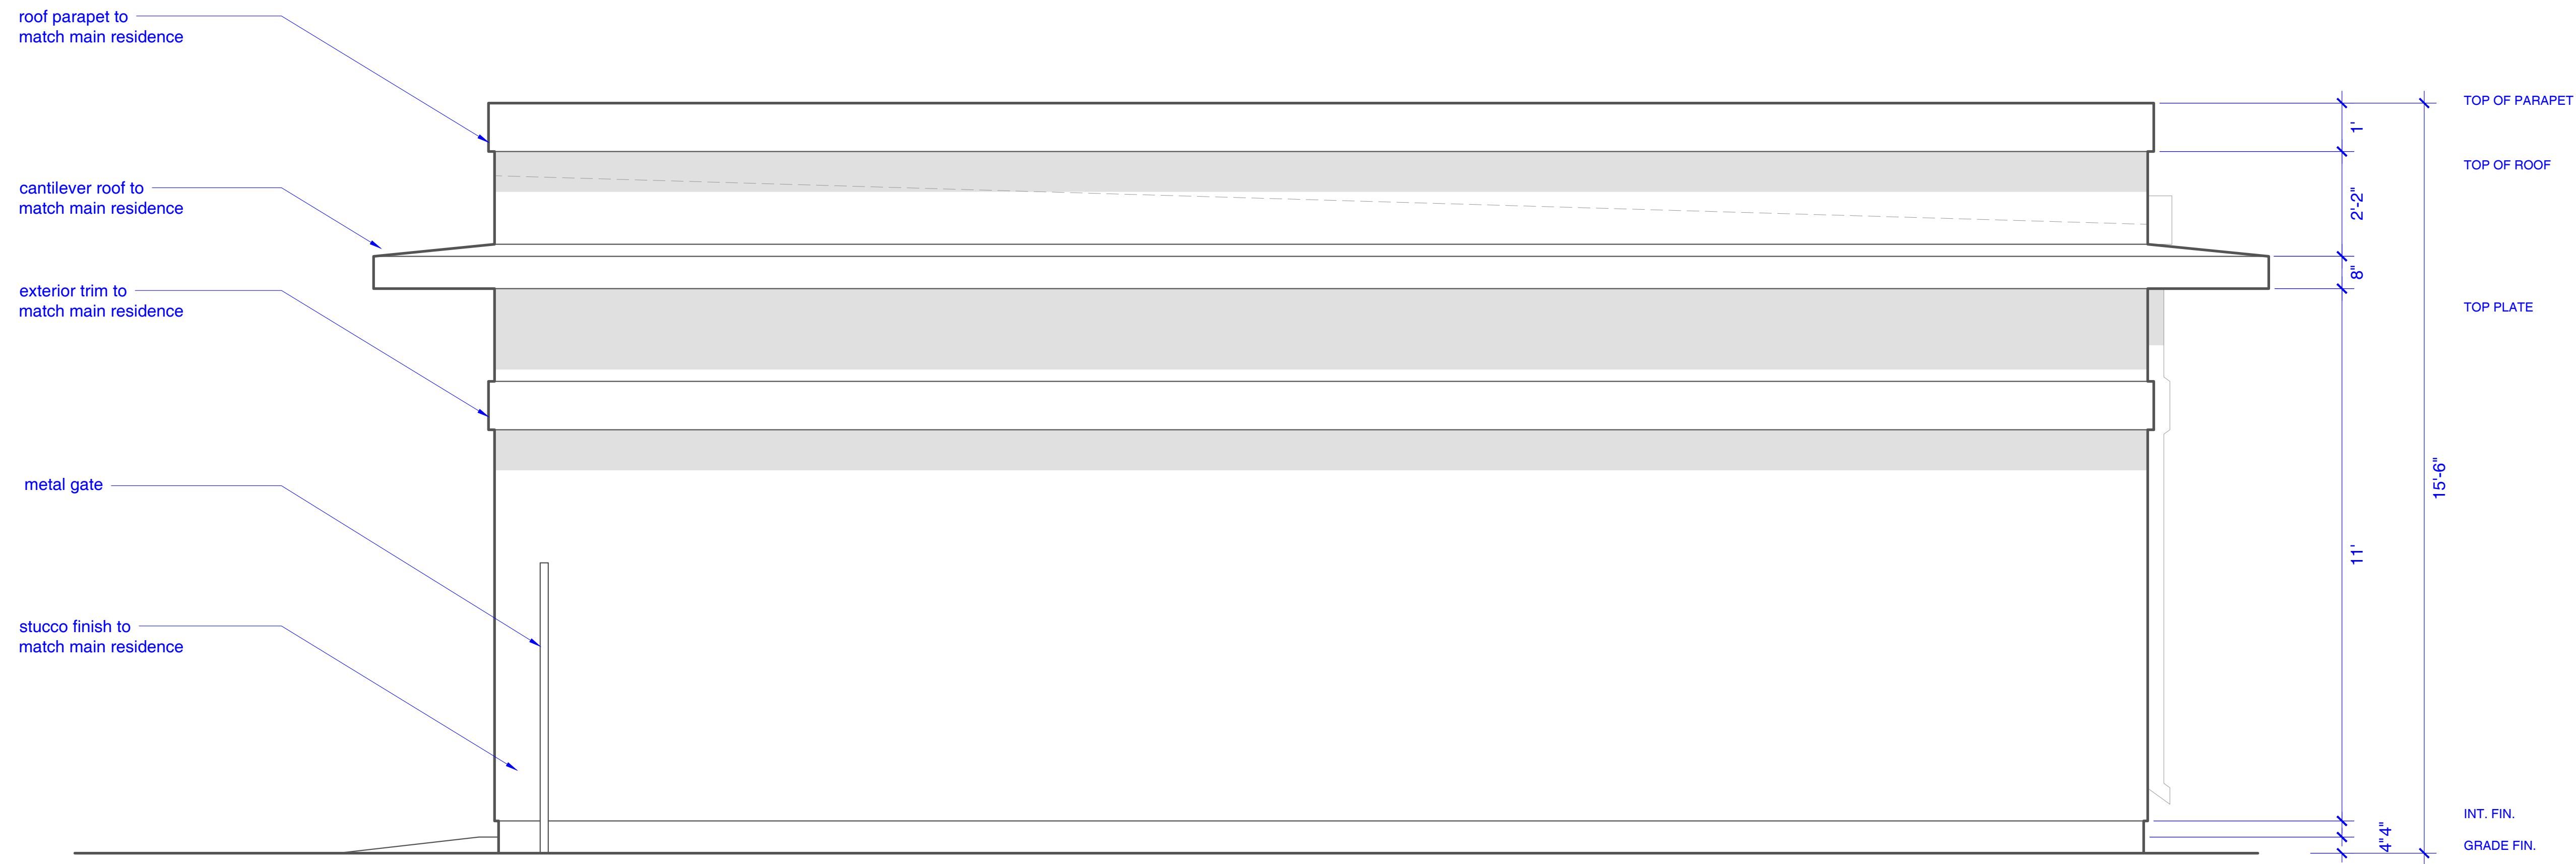 roof parapet to
match main residence
cantilever roof to
match main residence
exterior trim to
match main residence
metal gate
stucco finish to
match main residence
1'
2'-2"
8"
11'
4"4"
15'-6"
TOP OF PARAPET
TOP OF ROOF
TOP PLATE
INT. FIN.
GRADE FIN.